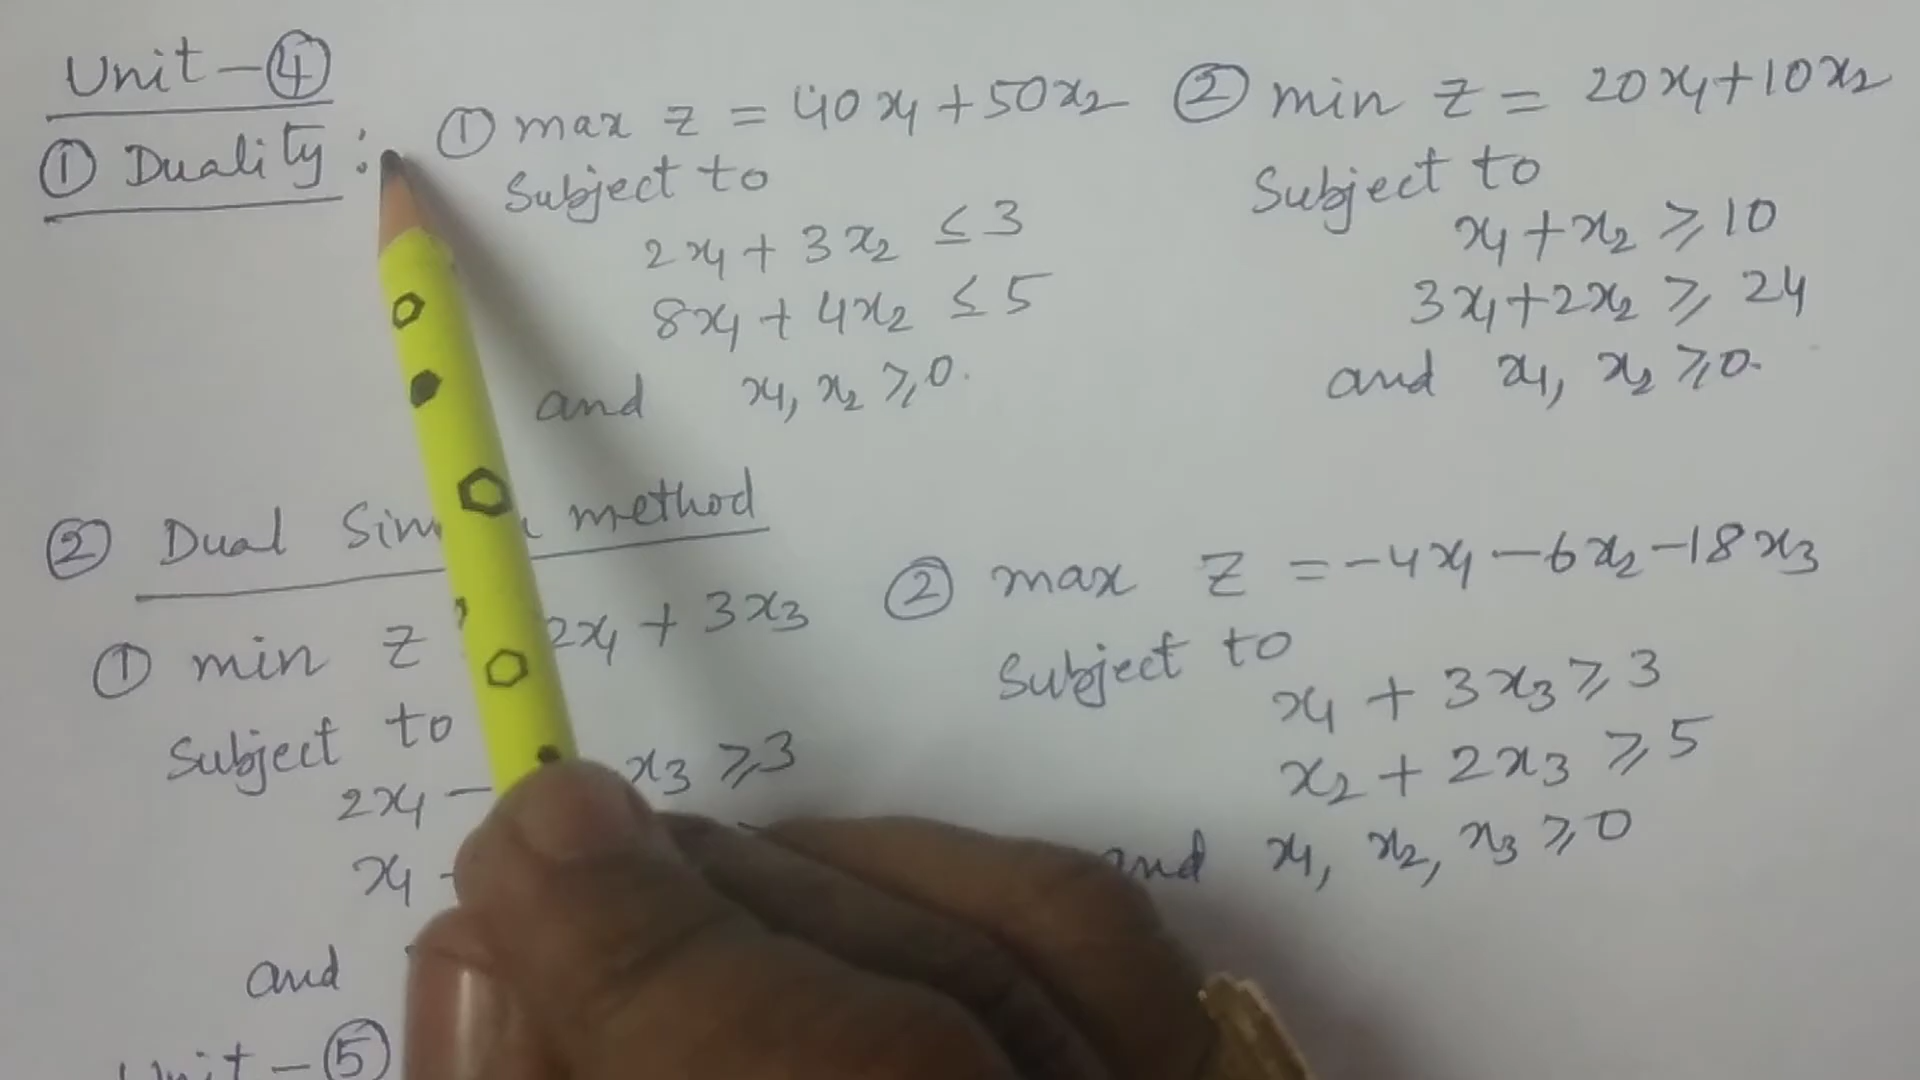 Unit - ④
① Duality :
① max z = 40x₁ + 50x₂
Subject to
2x₁ + 3x₂ ≤ 3
8x₁ + 4x₂ ≤ 5
and x₁, x₂ ≥ 0.
② min z = 20x₁ + 10x₂
Subject to
x₁ + x₂ ≥ 10
3x₁ + 2x₂ ≥ 24
and x₁, x₂ ≥ 0.
② Dual method
① min z 2x₁ + 3x₃
Subject to
2x₁ - x₃ ≥ 3
x₁
and
② max z = -4x₁ - 6x₂ - 18x₃
Subject to
x₁ + 3x₃ ≥ 3
x₂ + 2x₃ ≥ 5
and x₁, x₂, x₃ ≥ 0
Unit - ⑤